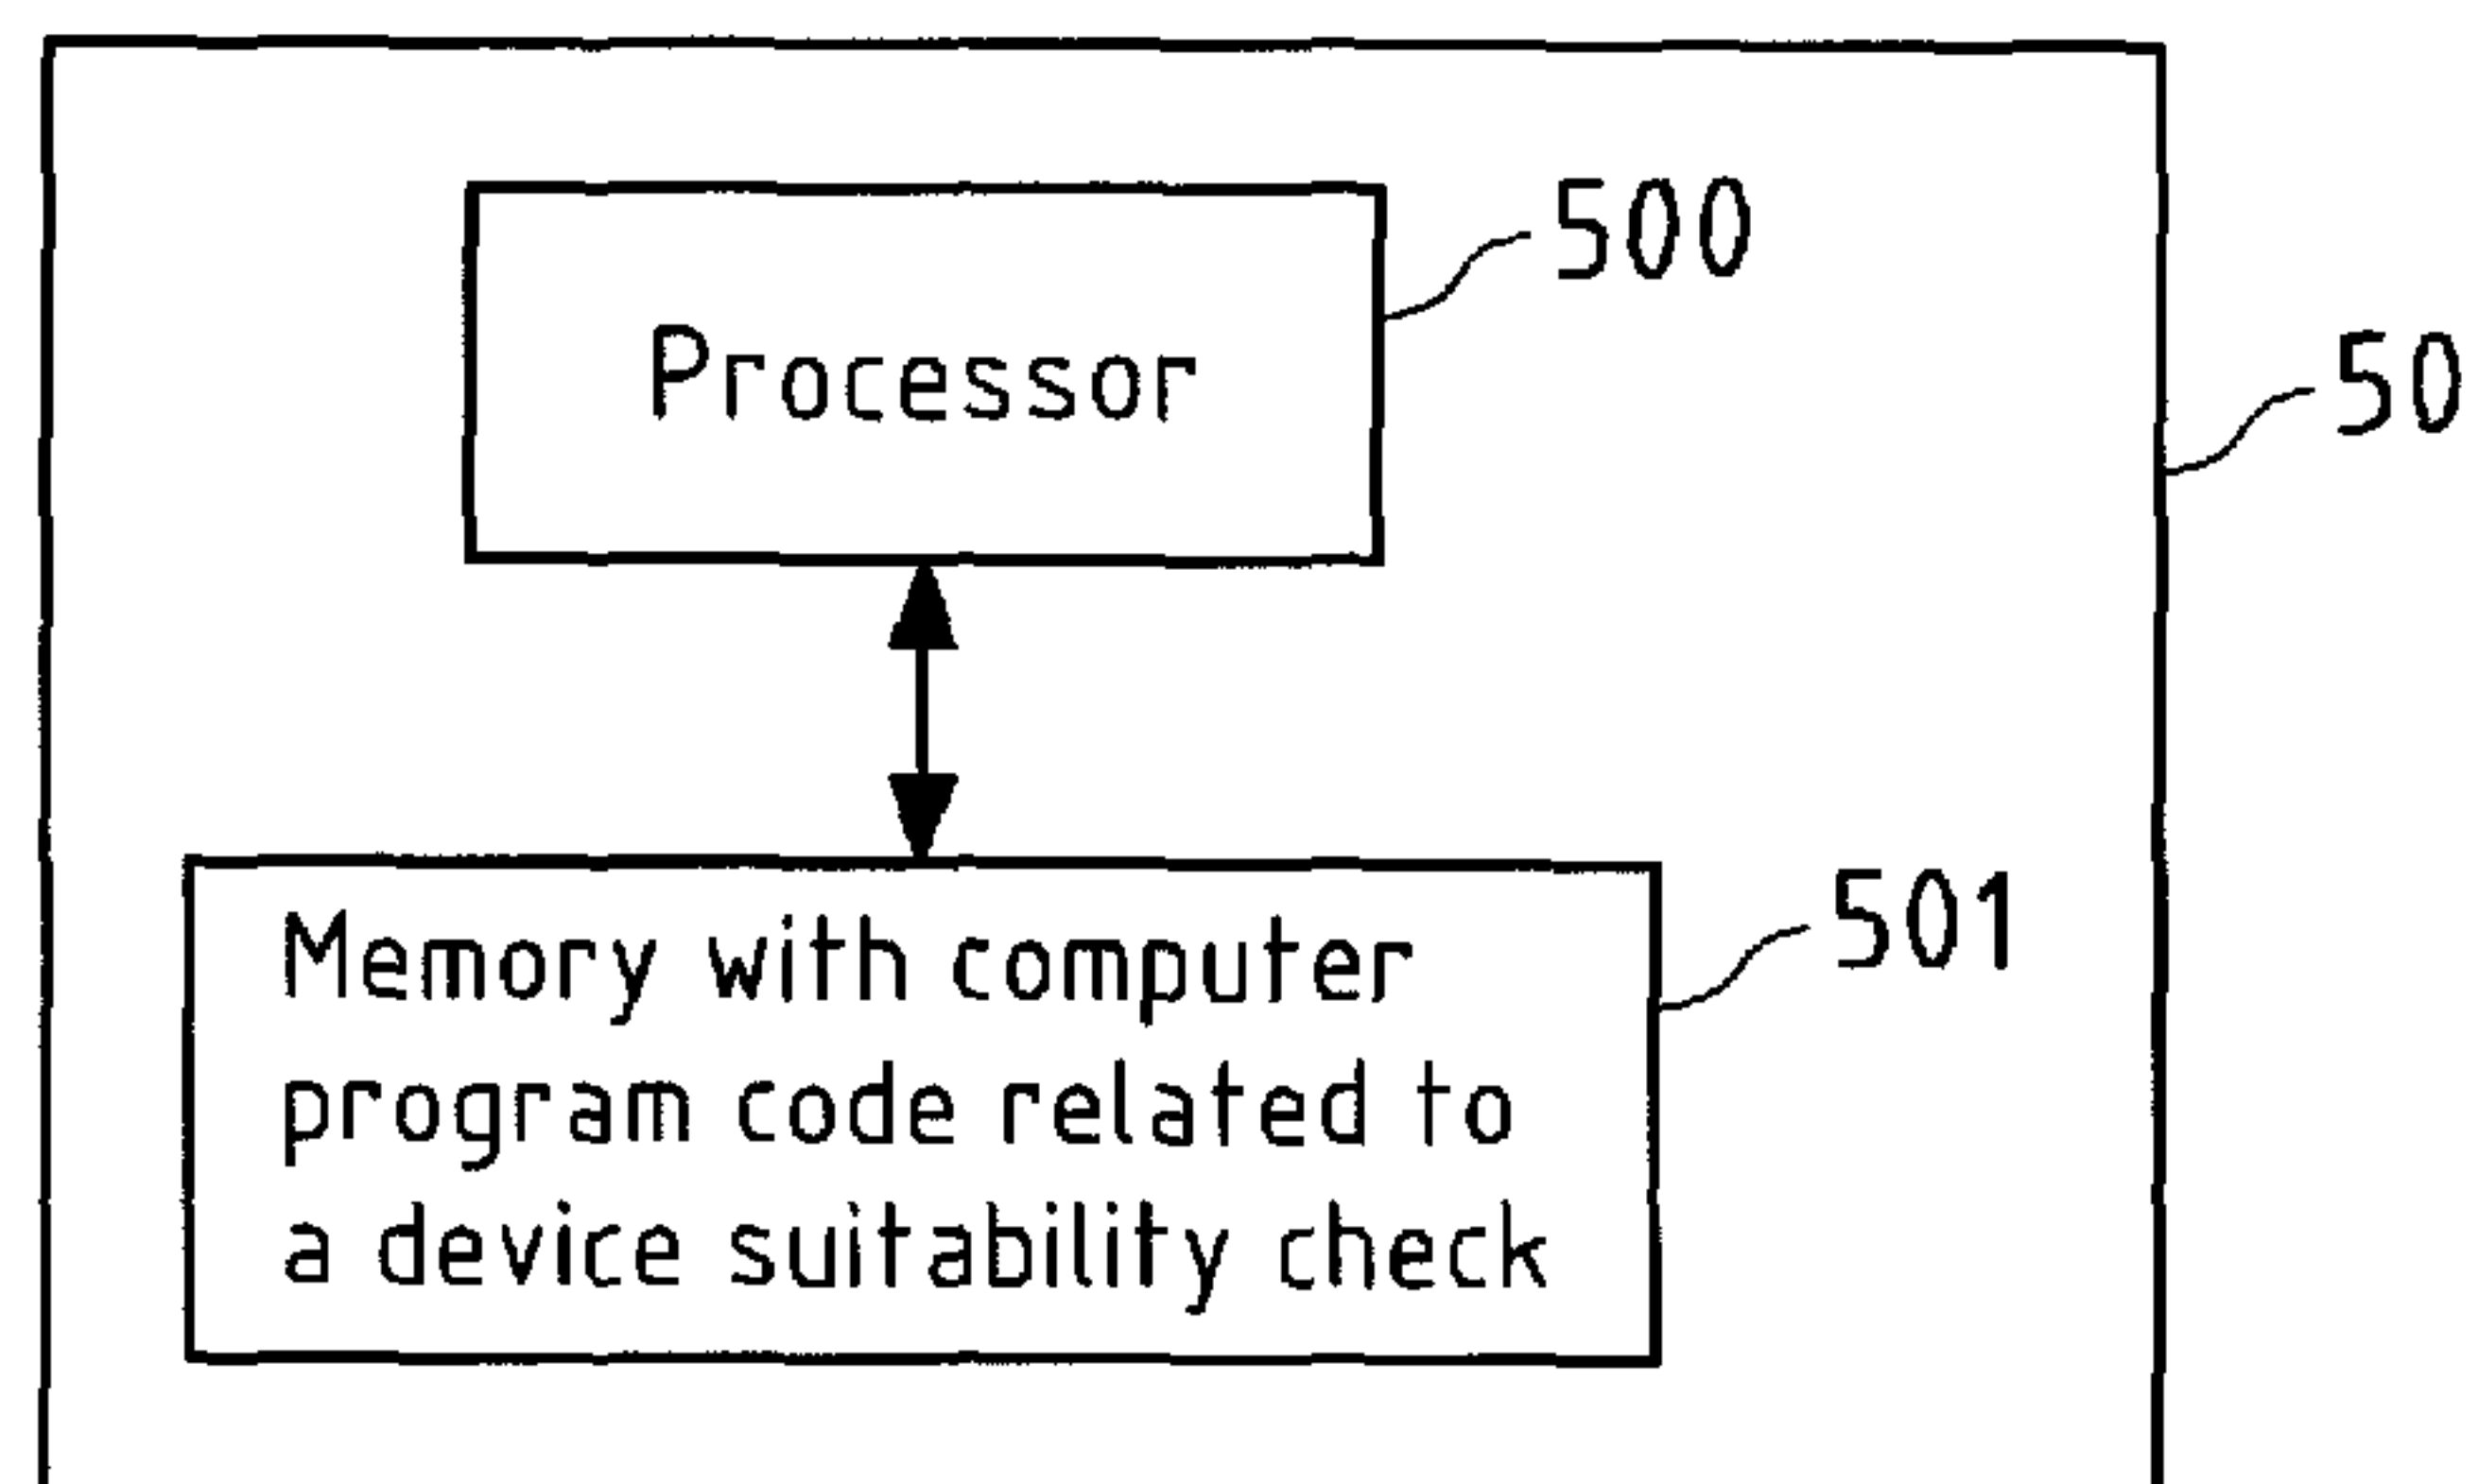 500
Processor
50
501
Memory with computer
program code related to
a device suitability check